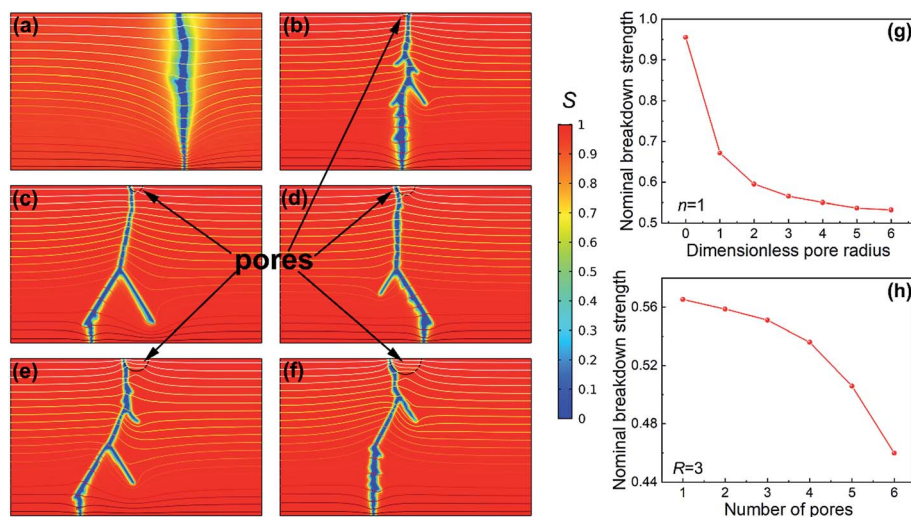 (a)
(b)
S
1
0.9
0.8
0.7
0.6
0.5
0.4
0.3
0.2
0.1
0
(c)
(d)
pores
(e)
(f)
(g)
Nominal breakdown strength
1.0
0.9
0.8
0.7
0.6
0.5
n=1
0 1 2 3 4 5 6
Dimensionless pore radius
(h)
Nominal breakdown strength
0.56
0.52
0.48
0.44
R=3
1 2 3 4 5 6
Number of pores